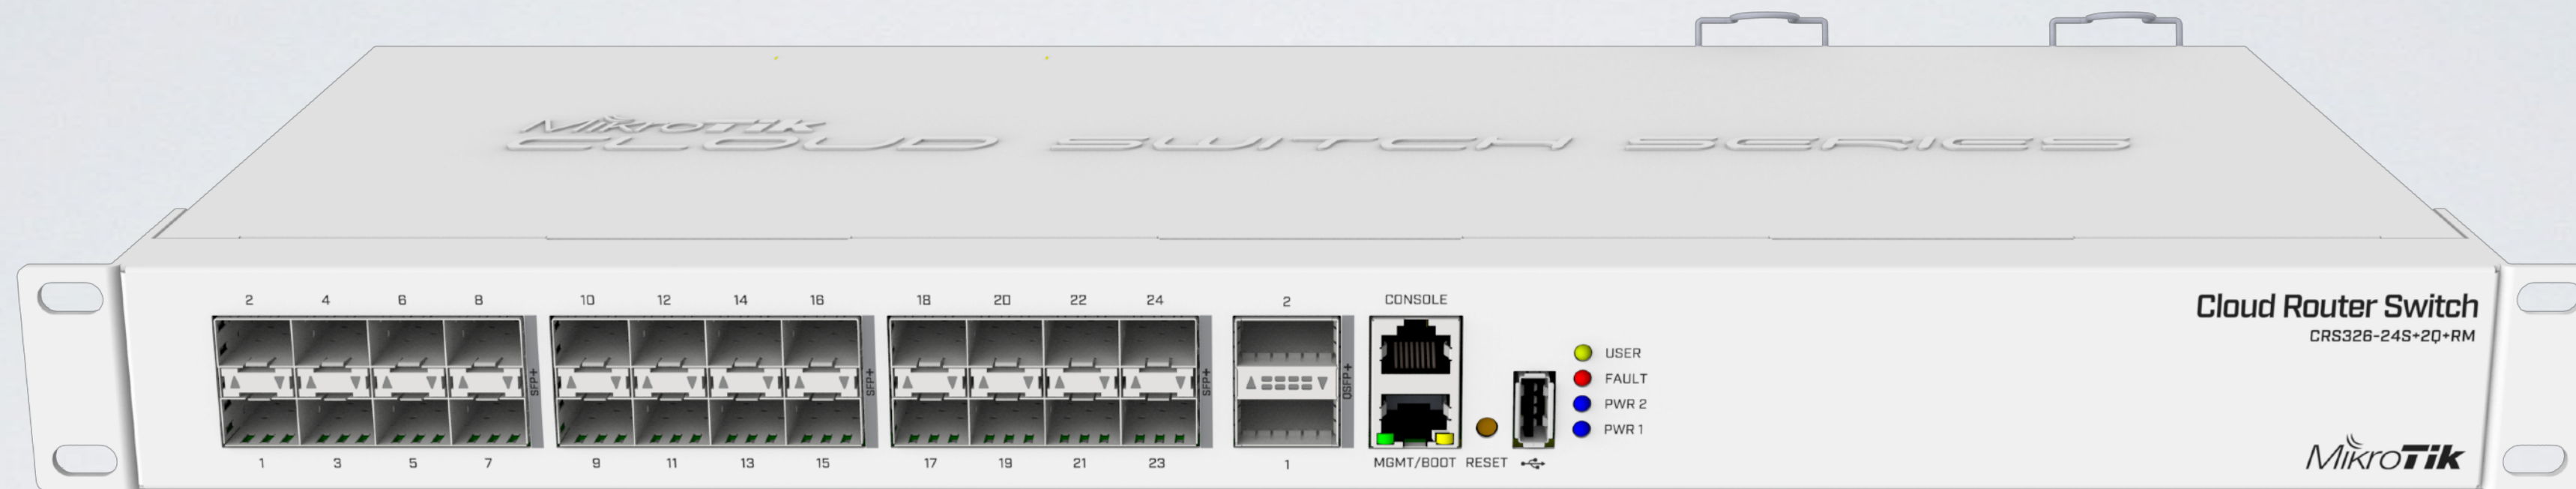 MikroTik
CLOUD SWITCH SERIES
2 4 6 8 10 12 14 16 18 20 22 24 2 CONSOLE
Cloud Router Switch
CRS326-24S+2Q+RM
SFP+ SFP+ SFP+ QSFP+
USER
FAULT
PWR 2
PWR 1
1 3 5 7 9 11 13 15 17 19 21 23 1 MGMT/BOOT RESET
MikroTik